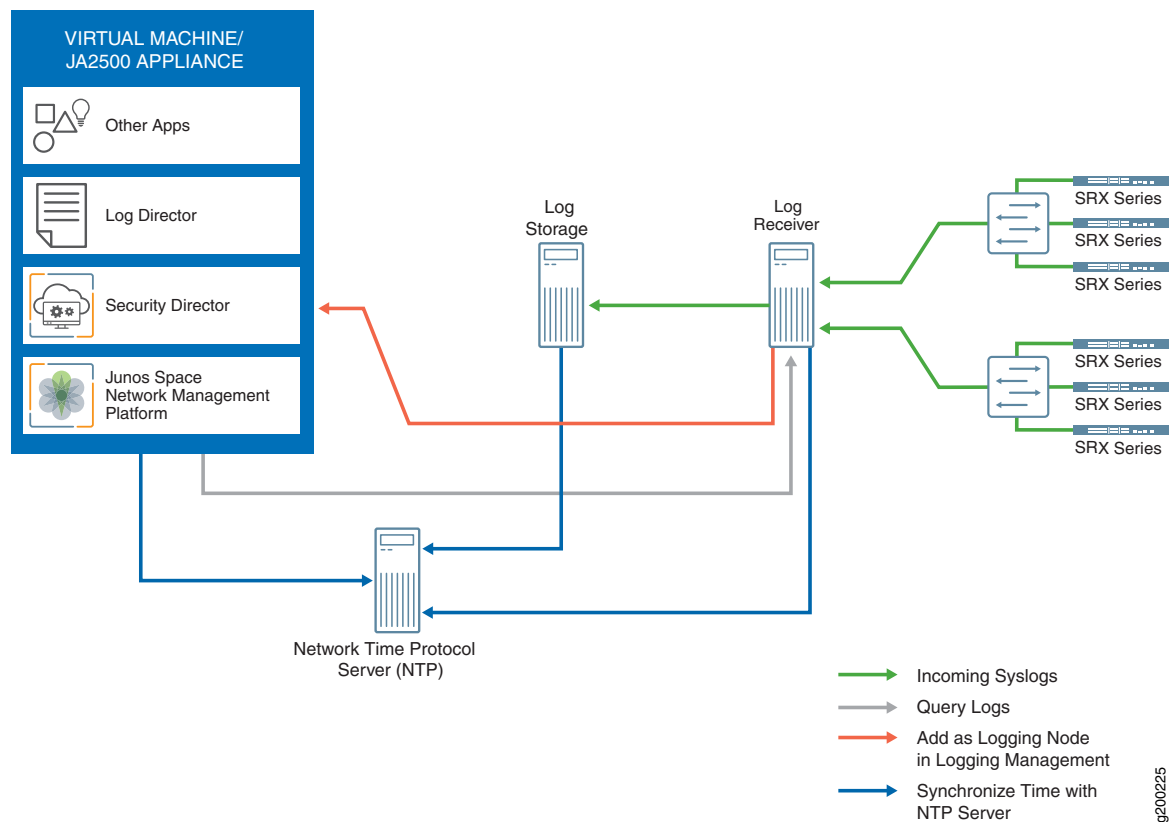 VIRTUAL MACHINE/
JA2500 APPLIANCE
Other Apps
Log Director
Security Director
Junos Space
Network Management
Platform
Log
Storage
Log
Receiver
SRX Series
SRX Series
SRX Series
SRX Series
SRX Series
SRX Series
Network Time Protocol
Server (NTP)
Incoming Syslogs
Query Logs
Add as Logging Node
in Logging Management
Synchronize Time with
NTP Server
g200225